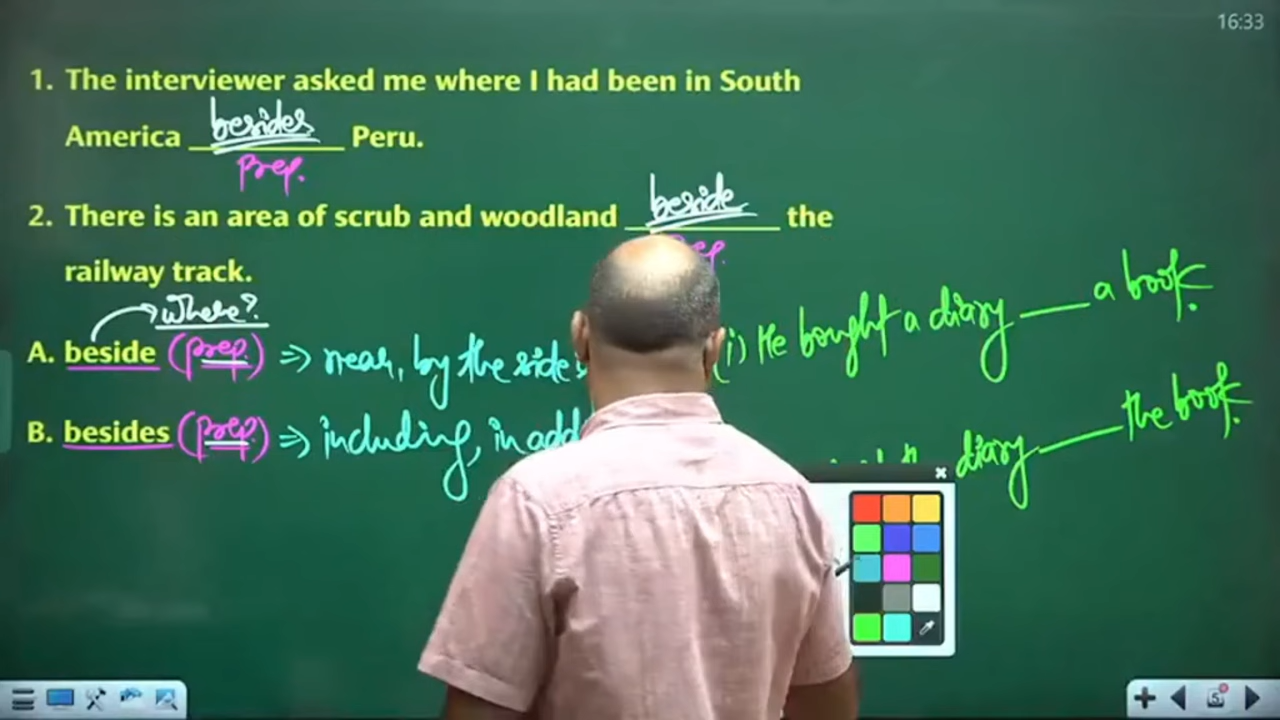 16:33
1. The interviewer asked me where I had been in South
America besides Peru.
prep.
2. There is an area of scrub and woodland beside the
railway track.
where?
A. beside (prep.) ⇒ near, by the side
B. besides (prep.) ⇒ including, in add
(i) He bought a diary ___ a book.
diary ___ the book.